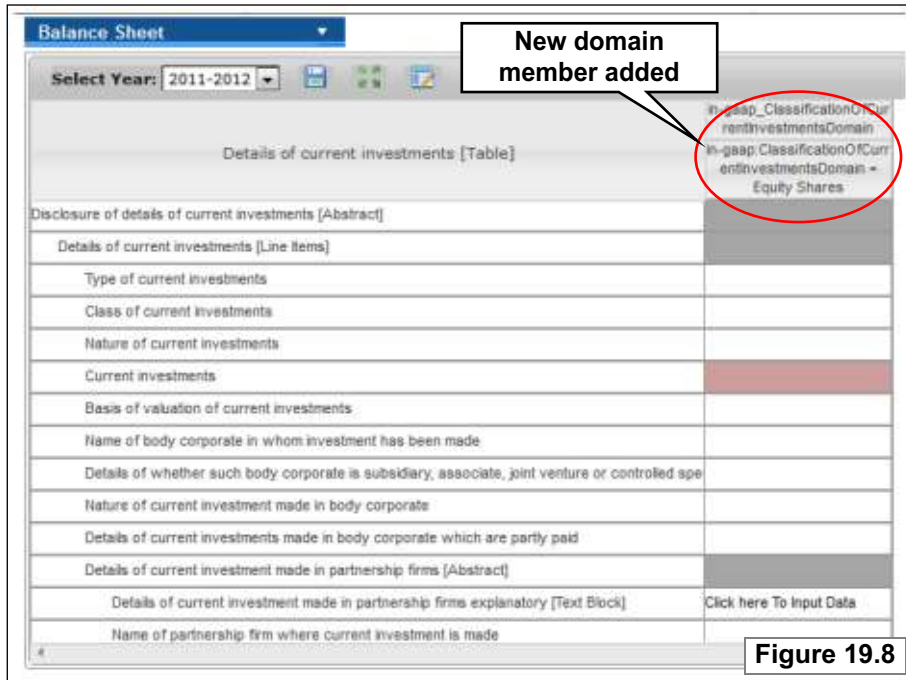 Balance Sheet
New domain
member added
Select Year: 2011-2012
in-gaap_ClassificationOfCur
rentInvestmentsDomain
Details of current investments [Table]
in-gaap:ClassificationOfCurr
entInvestmentsDomain =
Equity Shares
Disclosure of details of current investments [Abstract]
Details of current investments [Line Items]
Type of current investments
Class of current investments
Nature of current investments
Current investments
Basis of valuation of current investments
Name of body corporate in whom investment has been made
Details of whether such body corporate is subsidiary, associate, joint venture or controlled spe
Nature of current investment made in body corporate
Details of current investments made in body corporate which are partly paid
Details of current investment made in partnership firms [Abstract]
Details of current investment made in partnership firms explanatory [Text Block] Click here To Input Data
Name of partnership firm where current investment is made
Figure 19.8